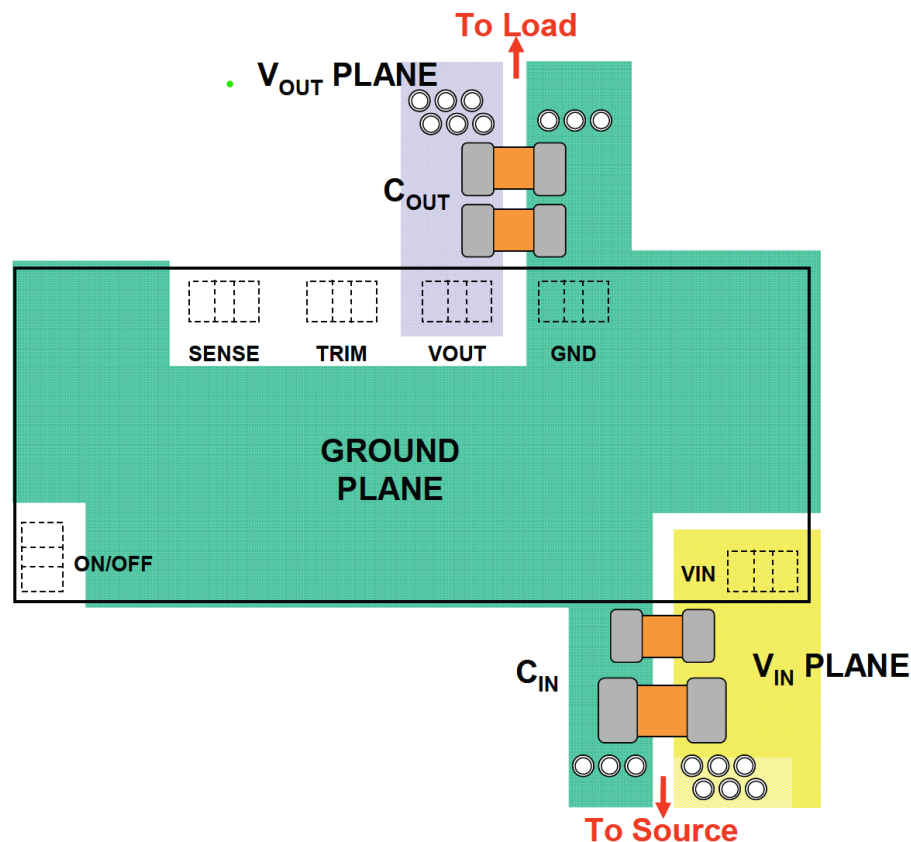 To Load
VOUT PLANE
COUT
SENSE
TRIM
VOUT
GND
GROUND
PLANE
ON/OFF
VIN
CIN
VIN PLANE
To Source